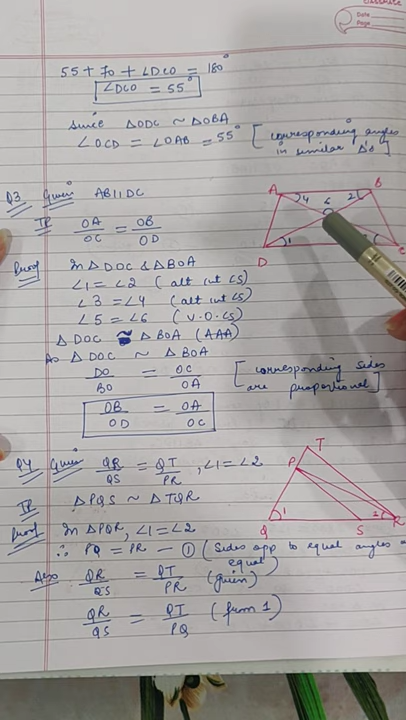 CLASSMATE
Date
Page
55 + 70 + ∠DCO = 180°
∠DCO = 55°
Since ΔODC ~ ΔOBA
∠OCD = ∠OAB = 55° [corresponding angles in similar Δ's]
Q3 Given AB||DC
TP OA/OC = OB/OD
Proof In ΔDOC & ΔBOA
∠1 = ∠2 (alt int ∠s)
∠3 = ∠4 (alt int ∠s)
∠5 = ∠6 (V.O.∠s)
ΔDOC ~ ΔBOA (AAA)
As ΔDOC ~ ΔBOA
DO/BO = OC/OA [corresponding sides are proportional]
OB/OD = OA/OC
A B
4 6 2
1
D C
Q4 Given QR/QS = QT/PR, ∠1 = ∠2
TP ΔPQS ~ ΔTQR
Proof In ΔPQR, ∠1 = ∠2
∴ PQ = PR — ① (Sides opp to equal angles equal)
Also QR/QS = QT/PR (given)
QR/QS = QT/PQ (from 1)
T
P
1 2
Q S R